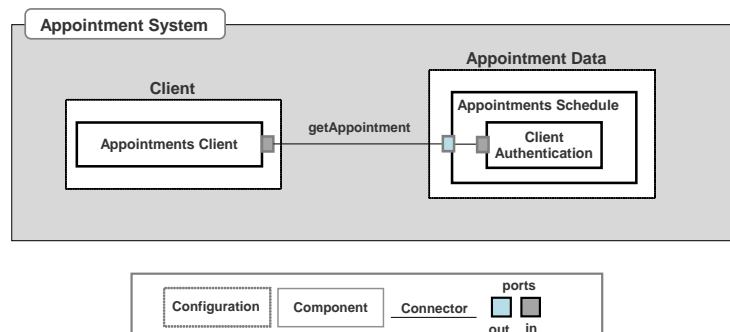 Appointment System
Appointment Data
Client
Appointments Schedule
getAppointment
Appointments Client
Client
Authentication
ports
Configuration
Component
Connector
out in